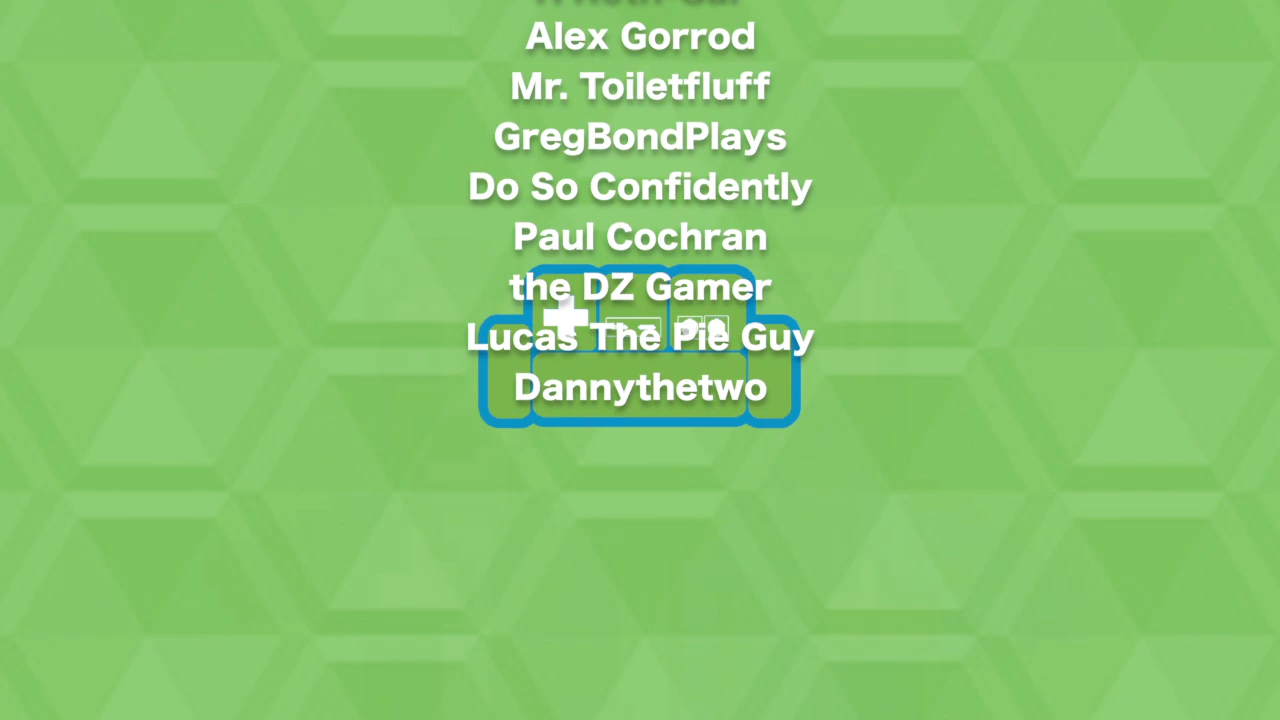 Alex Gorrod
Mr. Toiletfluff
GregBondPlays
Do So Confidently
Paul Cochran
the DZ Gamer
Lucas The Pie Guy
Dannythetwo